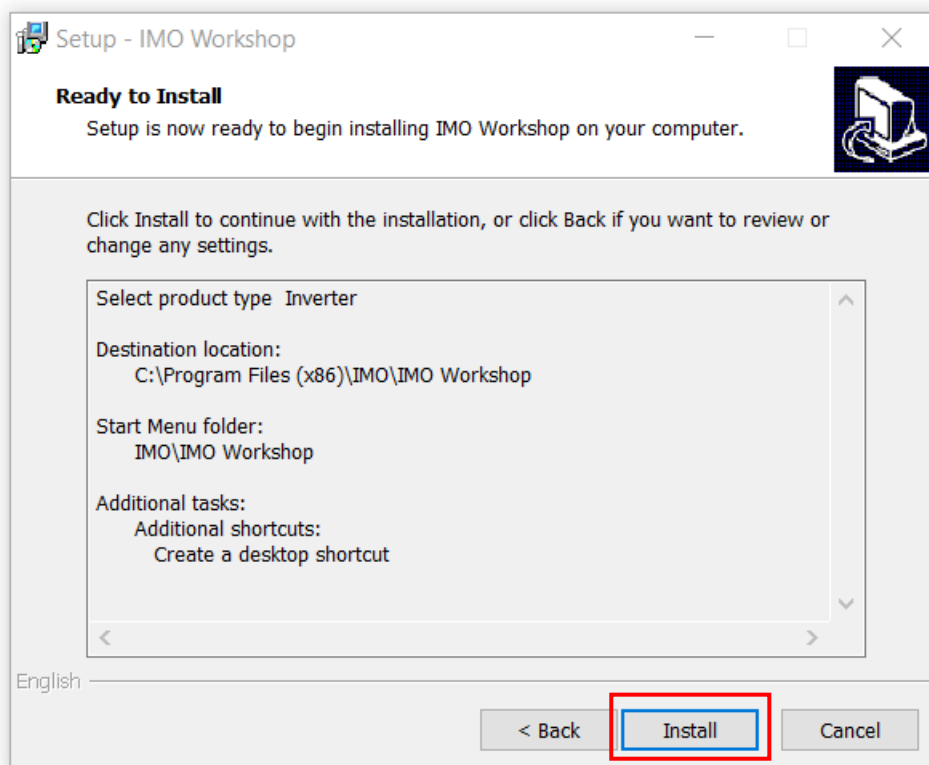 Setup - IMO Workshop
Ready to Install
Setup is now ready to begin installing IMO Workshop on your computer.
Click Install to continue with the installation, or click Back if you want to review or
change any settings.
Select product type  Inverter
Destination location:
C:\Program Files (x86)\IMO\IMO Workshop
Start Menu folder:
IMO\IMO Workshop
Additional tasks:
Additional shortcuts:
Create a desktop shortcut
English
< Back
Install
Cancel